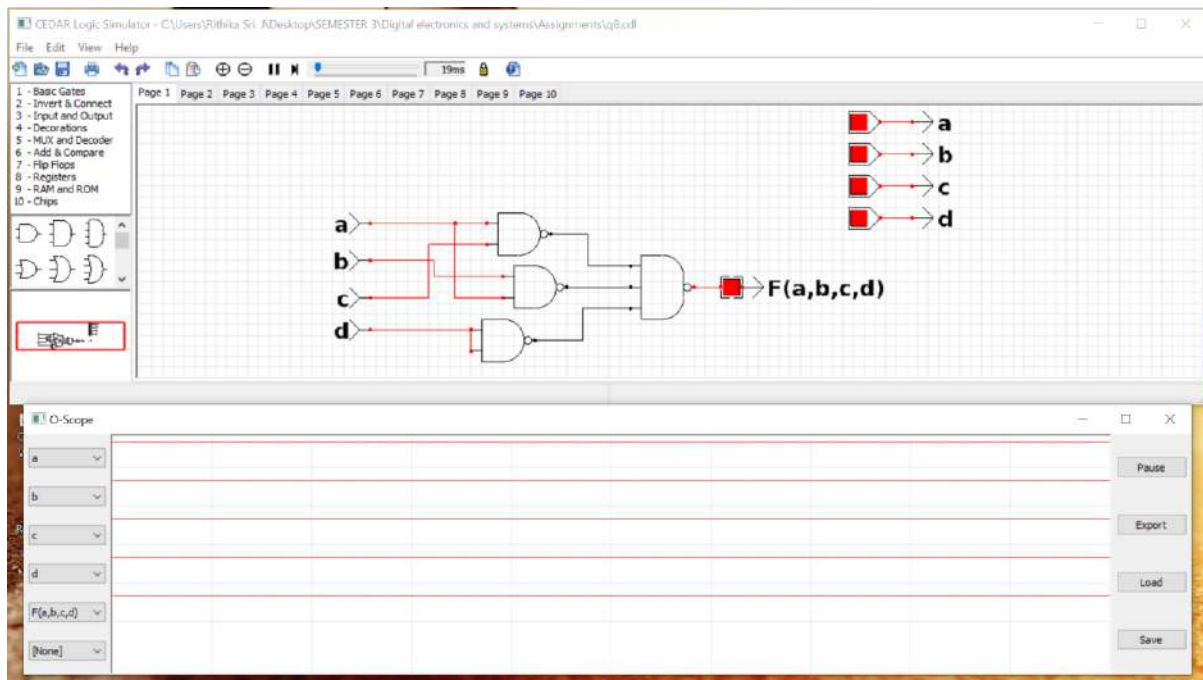 CEDAR Logic Simulator - C:\Users\Rithika Sri. J\Desktop\SEMESTER 3\Digital electronics and systems\Assignments\q8.cdl
File Edit View Help
19ms
1 - Basic Gates
2 - Invert & Connect
3 - Input and Output
4 - Decorations
5 - MUX and Decoder
6 - Add & Compare
7 - Flip Flops
8 - Registers
9 - RAM and ROM
10 - Chips
Page 1 Page 2 Page 3 Page 4 Page 5 Page 6 Page 7 Page 8 Page 9 Page 10
a
b
c
d
a
b
c
d
F(a,b,c,d)
O-Scope
a
b
c
d
F(a,b,c,d)
[None]
Pause
Export
Load
Save